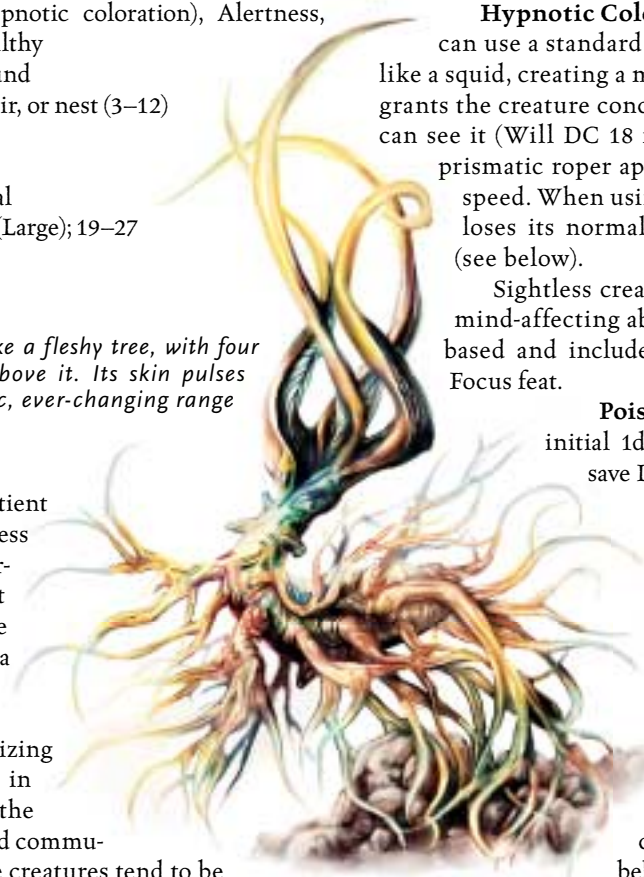 pnotic coloration), Alertness,
lthy
und
ir, or nest (3–12)
al
(Large); 19–27
ke a fleshy tree, with four
bove it. Its skin pulses
c, ever-changing range
tient
ess
r-
t
e
a
izing
in
the
d commu-
e creatures tend to be
Hypnotic Colo
can use a standard
like a squid, creating a m
grants the creature conc
can see it (Will DC 18
prismatic roper ap
speed. When usi
loses its normal
(see below).
Sightless crea
mind-affecting ab
based and include
Focus feat.
Pois
initial 1d
save D
bel